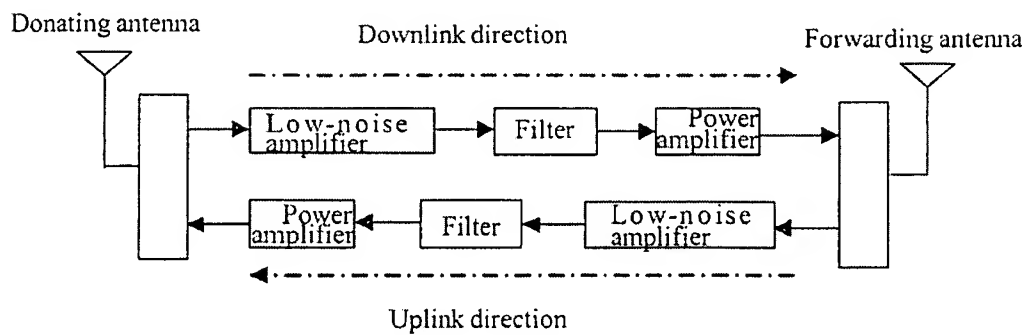 Donating antenna
Downlink direction
Forwarding antenna
Low-noise
amplifier
Filter
Power
amplifier
Power
amplifier
Filter
Low-noise
amplifier
Uplink direction